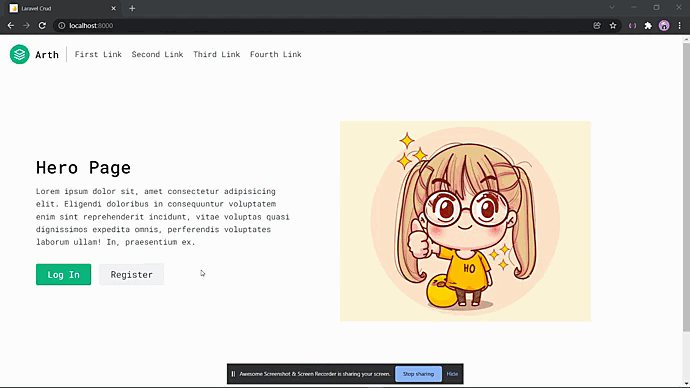 Laravel Crud
localhost:8000
Arth
First Link Second Link Third Link Fourth Link
Hero Page
Lorem ipsum dolor sit, amet consectetur adipisicing
elit. Eligendi doloribus in consequuntur voluptatem
enim sint reprehenderit incidunt, vitae voluptas quasi
dignissimos expedita omnis, perferendis voluptates
laborum ullam! In, praesentium ex.
Log In Register
HO
Awesome Screenshot & Screen Recorder is sharing your screen. Stop sharing Hide